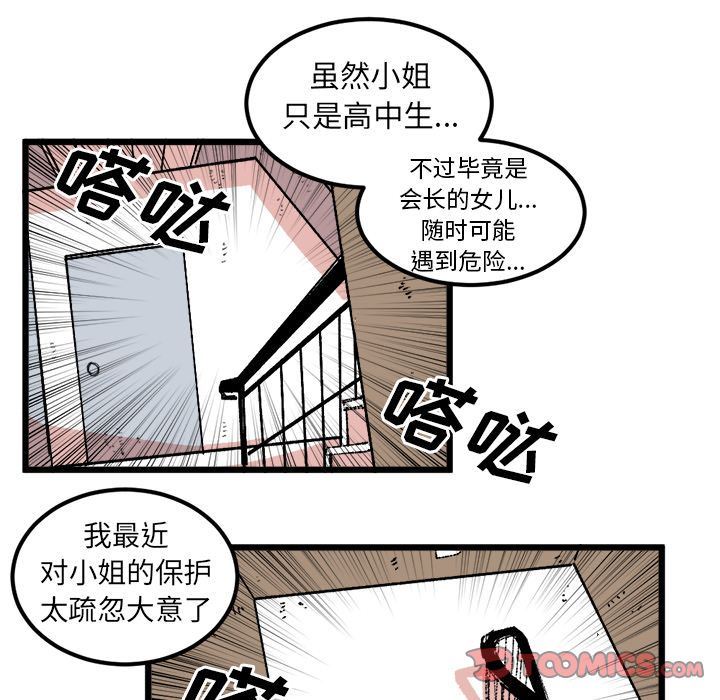 虽然小姐
只是高中生...
不过毕竟是
会长的女儿...
随时可能
遇到危险...
嗒哒
嗒哒
我最近
对小姐的保护
太疏忽大意了
嗒
TOOMICS.COM